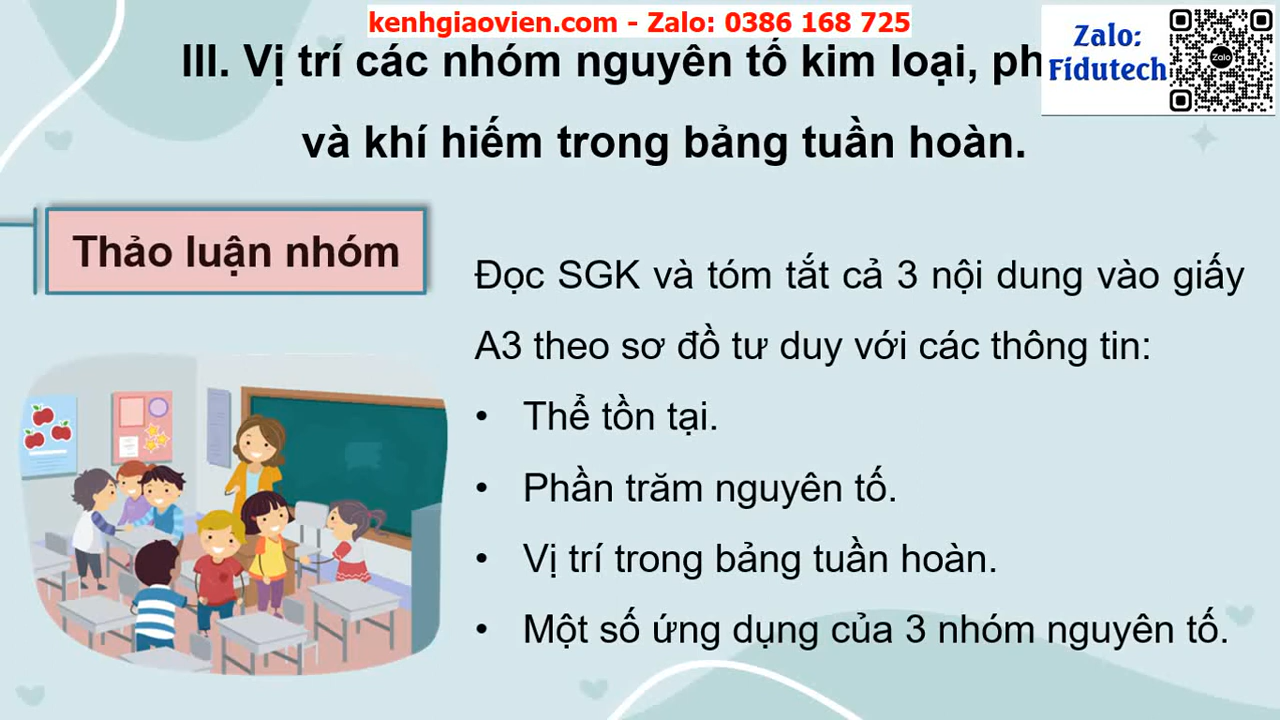 kenhgiaovien.com - Zalo: 0386 168 725
Zalo:
Fidutech
Zalo
III. Vị trí các nhóm nguyên tố kim loại,
và khí hiếm trong bảng tuần hoàn.
Thảo luận nhóm
Đọc SGK và tóm tắt cả 3 nội dung vào giấy
A3 theo sơ đồ tư duy với các thông tin:
• Thể tồn tại.
• Phần trăm nguyên tố.
• Vị trí trong bảng tuần hoàn.
• Một số ứng dụng của 3 nhóm nguyên tố.